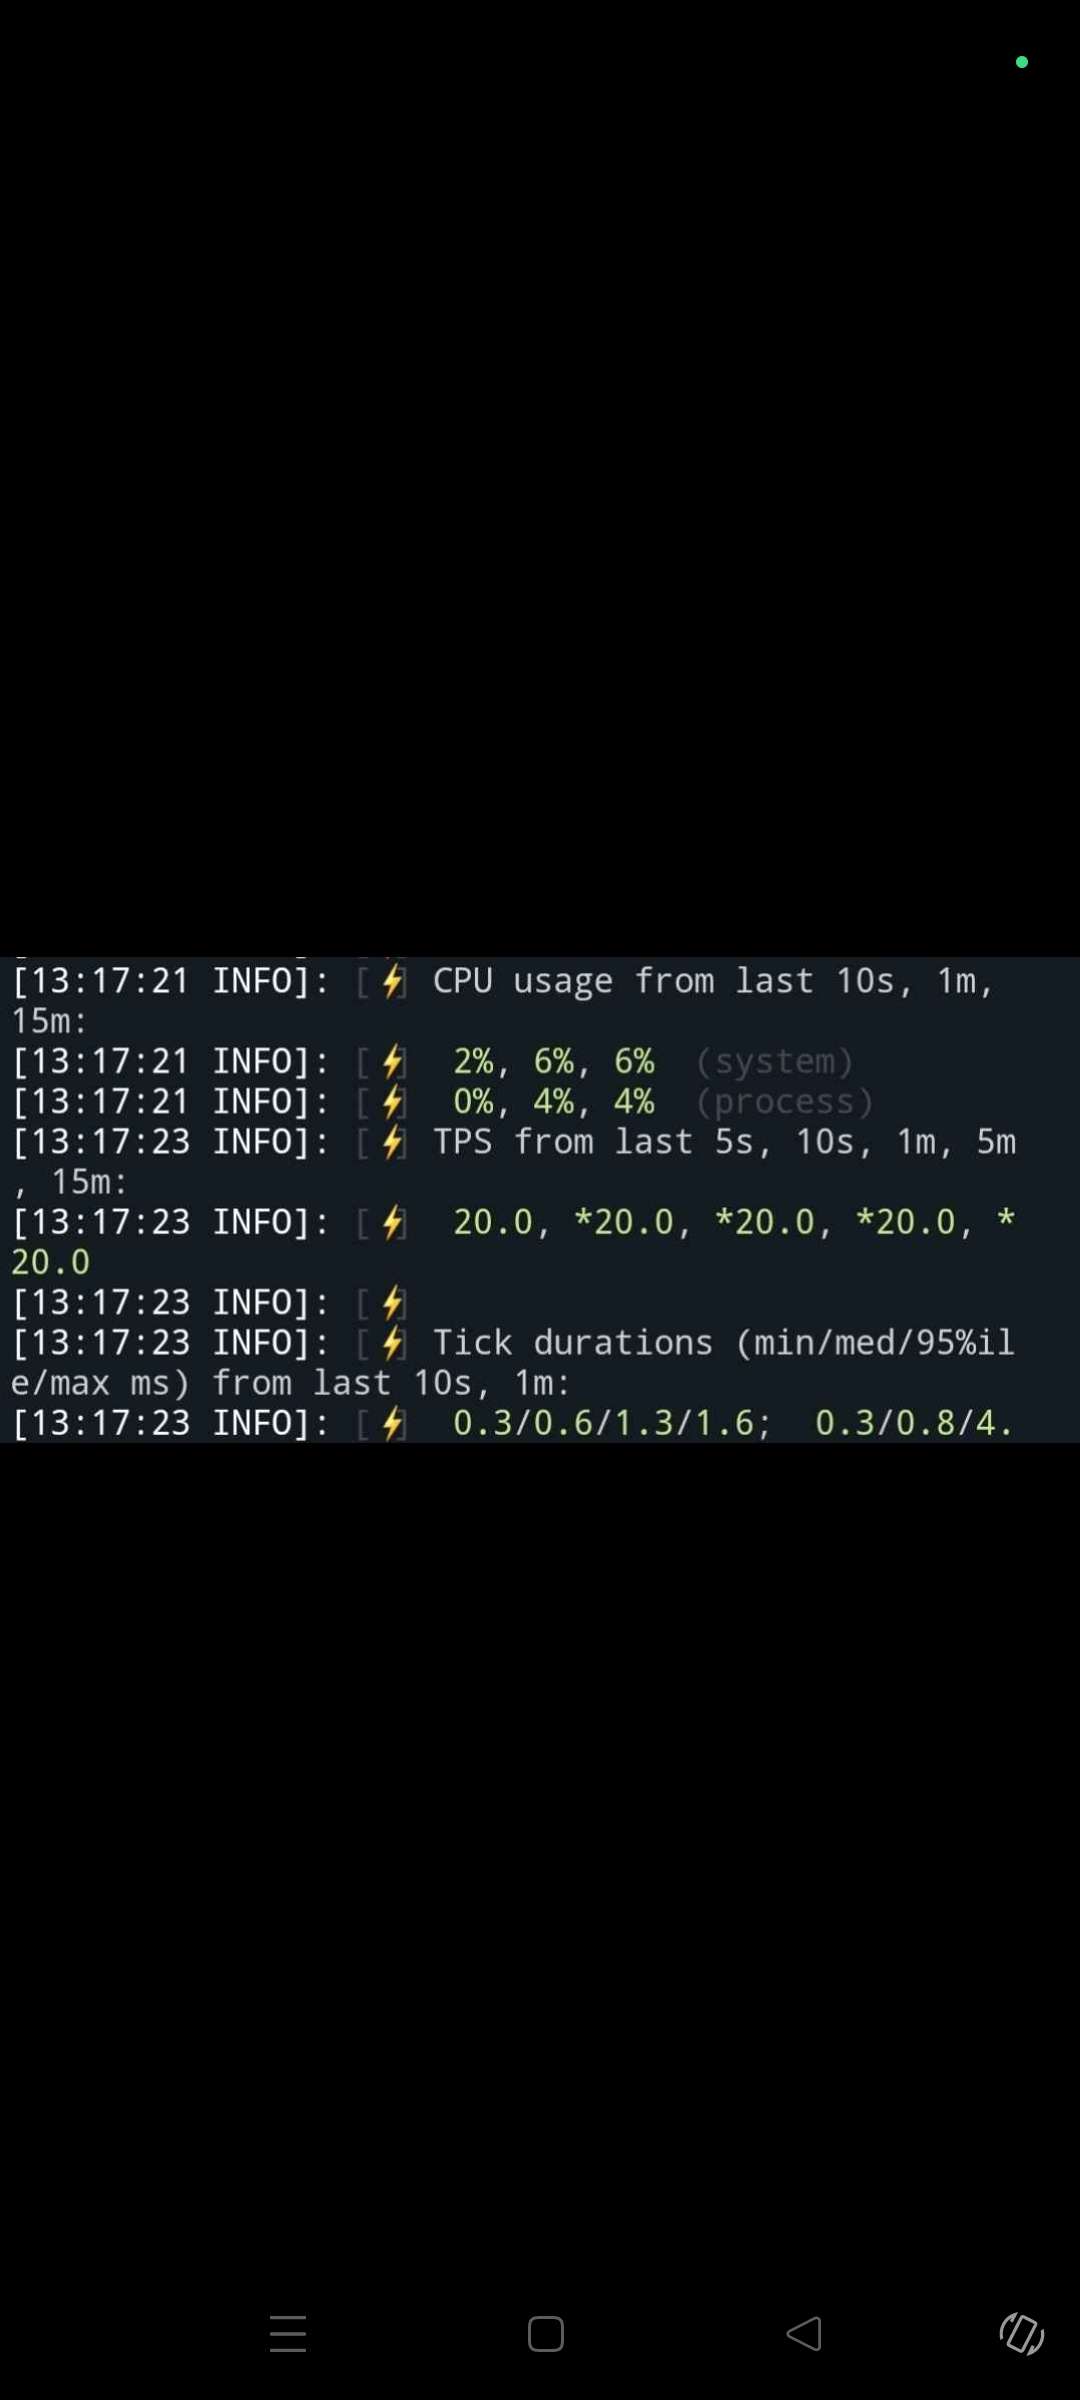 [13:17:21 INFO]: [⚡] CPU usage from last 10s, 1m,
15m:
[13:17:21 INFO]: [⚡]  2%, 6%, 6%  (system)
[13:17:21 INFO]: [⚡]  0%, 4%, 4%  (process)
[13:17:23 INFO]: [⚡] TPS from last 5s, 10s, 1m, 5m
, 15m:
[13:17:23 INFO]: [⚡]  20.0, *20.0, *20.0, *20.0, *
20.0
[13:17:23 INFO]: [⚡]
[13:17:23 INFO]: [⚡] Tick durations (min/med/95%il
e/max ms) from last 10s, 1m:
[13:17:23 INFO]: [⚡]  0.3/0.6/1.3/1.6;  0.3/0.8/4.